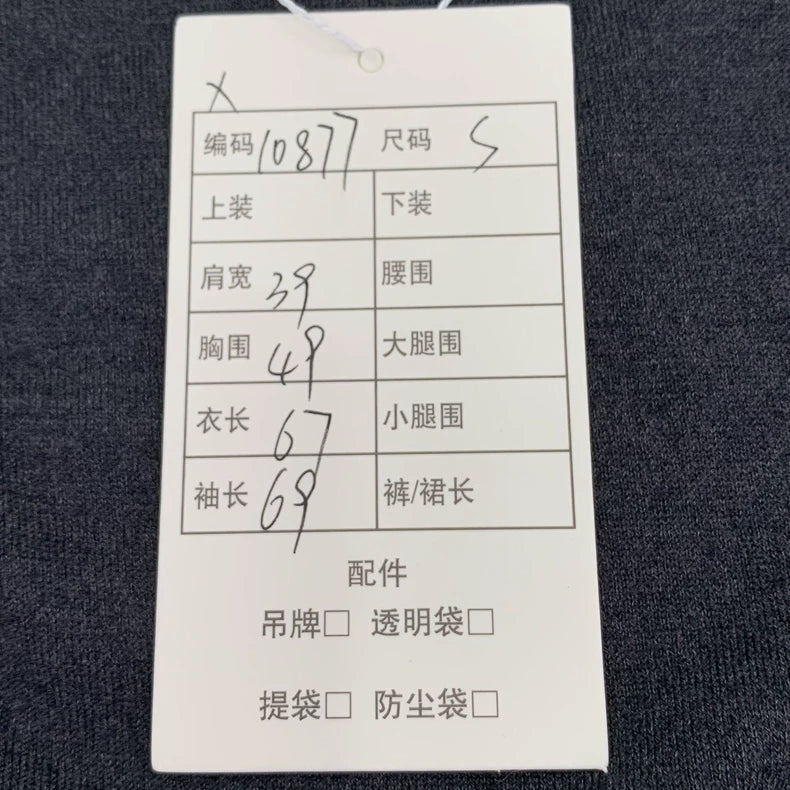 X
编码 10877 尺码 S
上装 下装
肩宽 39 腰围
胸围 49 大腿围
衣长 67 小腿围
袖长 69 裤/裙长
配件
吊牌□ 透明袋□
提袋□ 防尘袋□